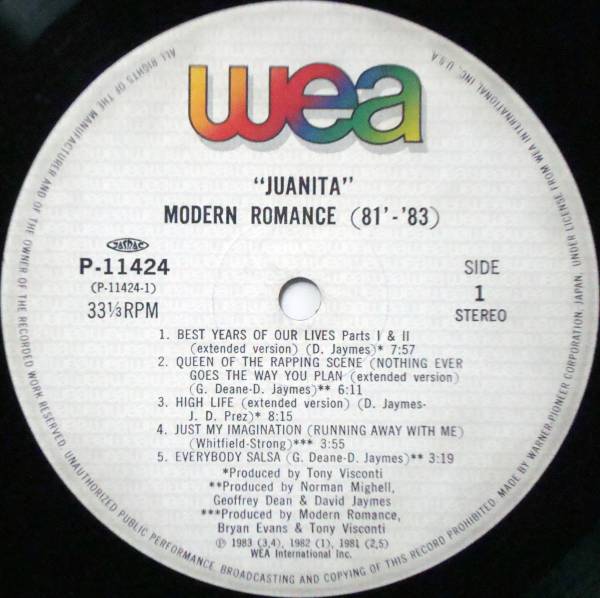 wea
"JUANITA"
MODERN ROMANCE (81'-'83)
JASRAC
P-11424
(P-11424-1)
33⅓RPM
SIDE
1
STEREO
1. BEST YEARS OF OUR LIVES Parts I & II
(extended version) (D. Jaymes)* 7:57
2. QUEEN OF THE RAPPING SCENE (NOTHING EVER
GOES THE WAY YOU PLAN (extended version)
(G. Deane-D. Jaymes)** 6:11
3. HIGH LIFE (extended version) (D. Jaymes-
J. D. Prez)* 8:15
4. JUST MY IMAGINATION (RUNNING AWAY WITH ME)
(Whitfield-Strong)*** 3:55
5. EVERYBODY SALSA (G. Deane-D. Jaymes)** 3:19
*Produced by Tony Visconti
**Produced by Norman Mighell,
Geoffrey Dean & David Jaymes
***Produced by Modern Romance,
Bryan Evans & Tony Visconti
℗ 1983 (3,4), 1982 (1), 1981 (2,5)
WEA International Inc.
ALL RIGHTS OF THE MANUFACTURER AND OF THE OWNER OF THE RECORDED WORK RESERVED. UNAUTHORIZED PUBLIC PERFORMANCE, BROADCASTING AND COPYING OF THIS RECORD PROHIBITED. MADE BY WARNER-PIONEER CORPORATION, JAPAN, UNDER LICENSE FROM WEA INTERNATIONAL INC., U.S.A.